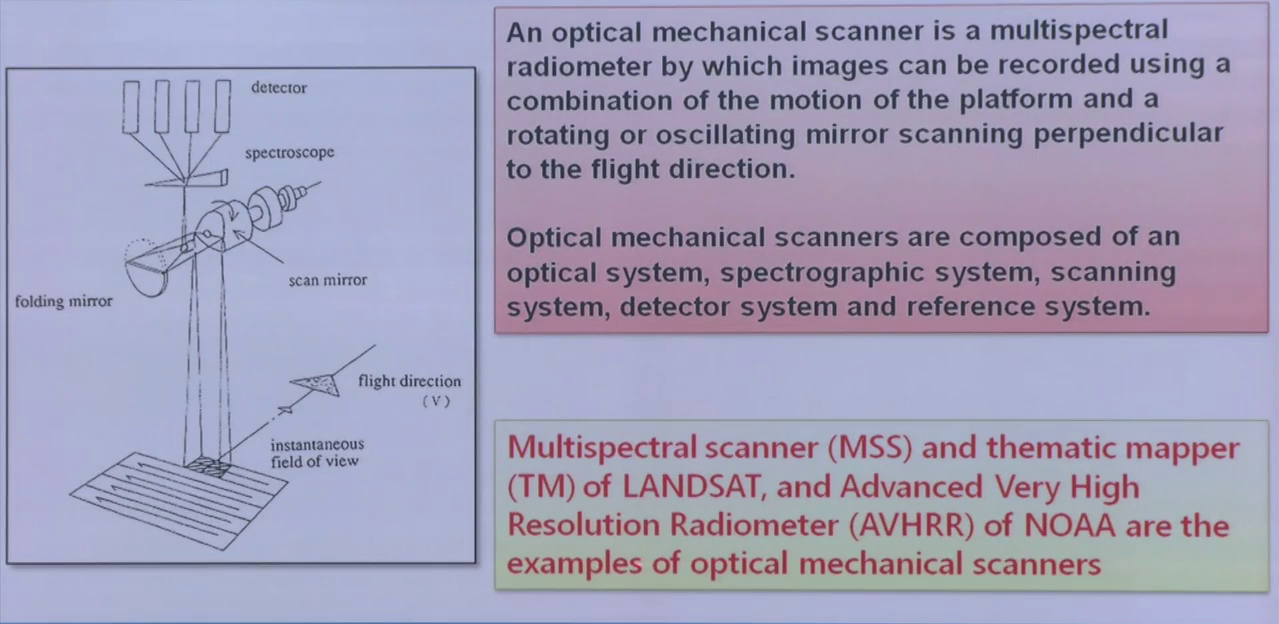 detector
spectroscope
scan mirror
folding mirror
flight direction
(V)
instantaneous
field of view
An optical mechanical scanner is a multispectral
radiometer by which images can be recorded using a
combination of the motion of the platform and a
rotating or oscillating mirror scanning perpendicular
to the flight direction.
Optical mechanical scanners are composed of an
optical system, spectrographic system, scanning
system, detector system and reference system.
Multispectral scanner (MSS) and thematic mapper
(TM) of LANDSAT, and Advanced Very High
Resolution Radiometer (AVHRR) of NOAA are the
examples of optical mechanical scanners